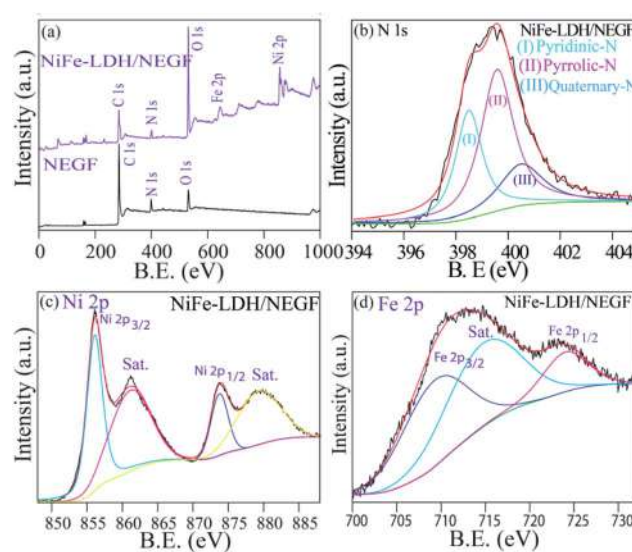 (a)
NiFe-LDH/NEGF
C 1s
N 1s
O 1s
Fe 2p
Ni 2p
NEGF
C 1s
N 1s
O 1s
Intensity (a.u.)
0 200 400 600 800 1000
B.E. (eV)
(b) N 1s
NiFe-LDH/NEGF
(I) Pyridinic-N
(II) Pyrrolic-N
(III) Quaternary-N
(I)
(II)
(III)
Intensity (a.u.)
394 396 398 400 402 404
B. E (eV)
(c) Ni 2p
NiFe-LDH/NEGF
Ni 2p3/2
Sat.
Ni 2p1/2
Sat.
Intensity (a.u.)
850 855 860 865 870 875 880 885
B.E. (eV)
(d) Fe 2p
NiFe-LDH/NEGF
Fe 2p3/2
Sat.
Fe 2p1/2
Intensity (a.u.)
700 705 710 715 720 725 730
B.E. (eV)